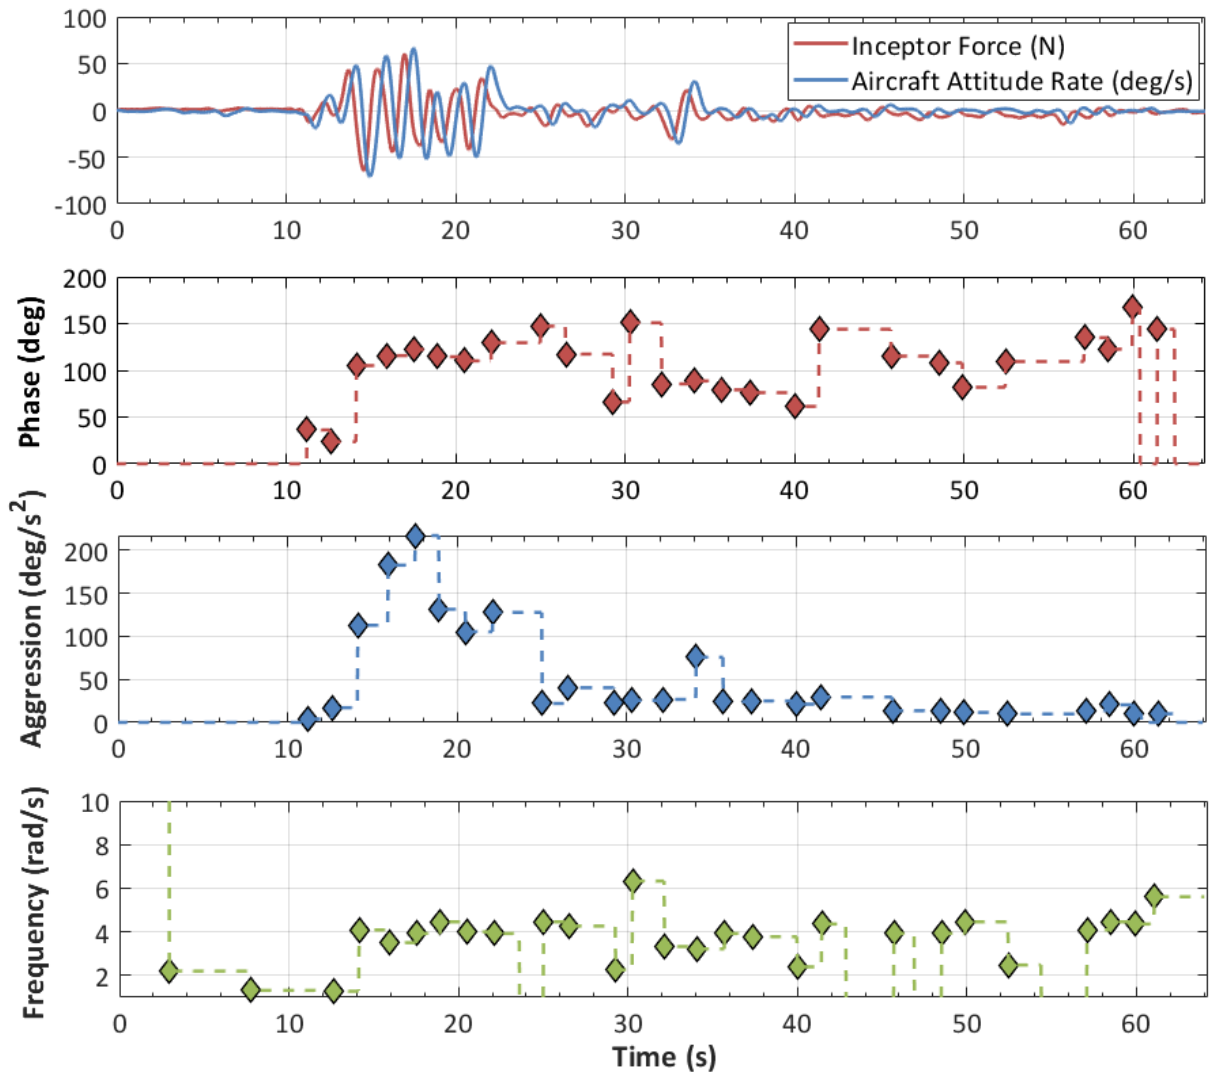 100
50
0
-50
-100
Inceptor Force (N)
Aircraft Attitude Rate (deg/s)
0 10 20 30 40 50 60
Phase (deg)
200
150
100
50
0
0 10 20 30 40 50 60
Aggression (deg/s²)
200
150
100
50
0
0 10 20 30 40 50 60
Frequency (rad/s)
10
8
6
4
2
0 10 20 30 40 50 60
Time (s)